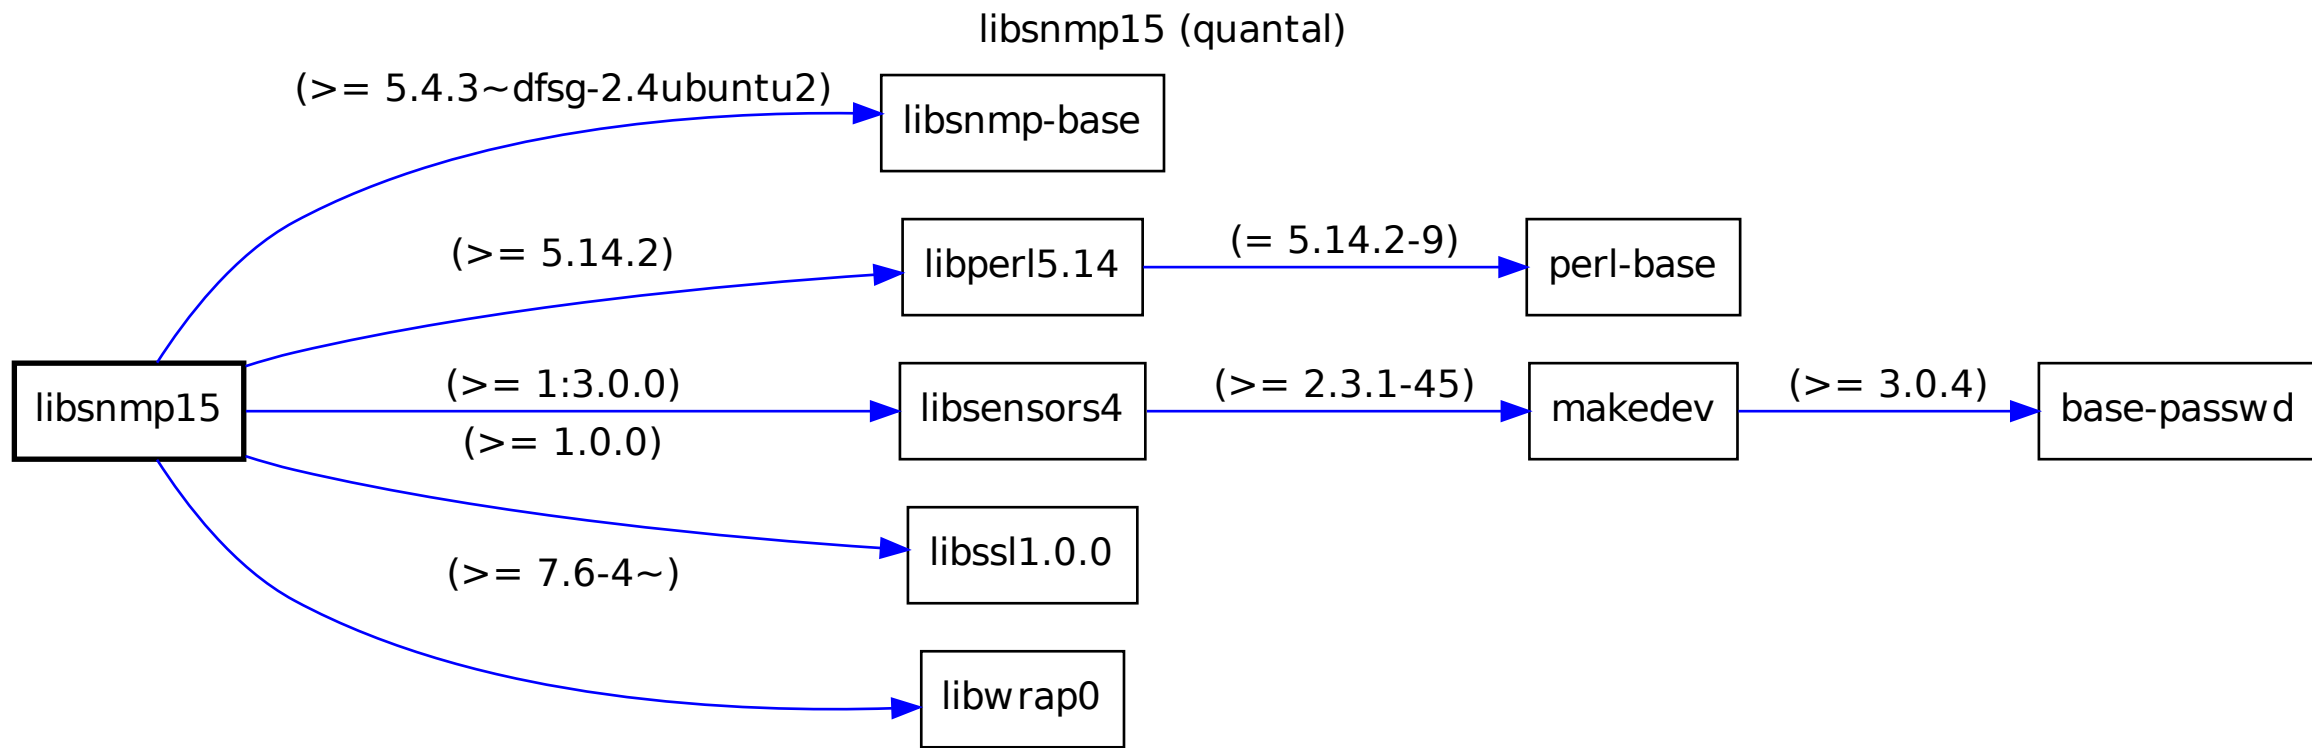 libsnmp15 (quantal)
(>= 5.4.3~dfsg-2.4ubuntu2)
libsnmp-base
(>= 5.14.2)
libperl5.14
(= 5.14.2-9)
perl-base
libsnmp15
(>= 1:3.0.0)
libsensors4
(>= 2.3.1-45)
makedev
(>= 3.0.4)
base-passwd
(>= 1.0.0)
libssl1.0.0
(>= 7.6-4~)
libwrap0